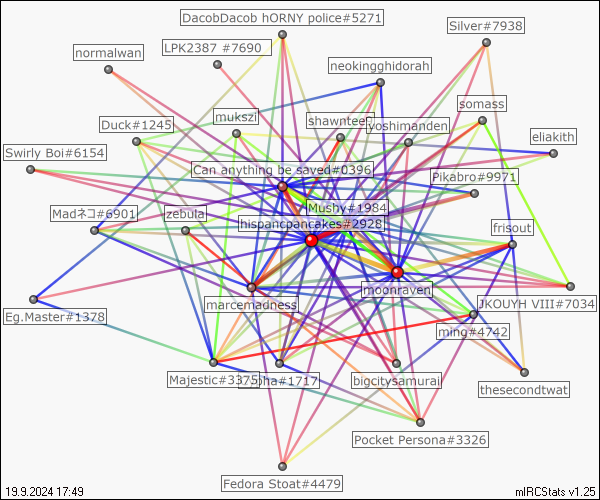 DacobDacob hORNY police#5271
Silver#7938
LPK2387 #7690
normalwan
neokingghidorah
somass
mukszi
shawnteen
Duck#1245
yoshimanden
eliakith
Swirly Boi#6154
Can anything be saved#0396
Pikabro#9971
Mushy#1984
Madネコ#6901
zebula
hispancpancakes#2928
frisout
moonraven
marcemadness
JKOUYH VIII#7034
Eg.Master#1378
ming#4742
Majestic#3375
pha#1717
bigcitysamurai
thesecondtwat
Pocket Persona#3326
Fedora Stoat#4479
19.9.2024 17:49
mIRCStats v1.25